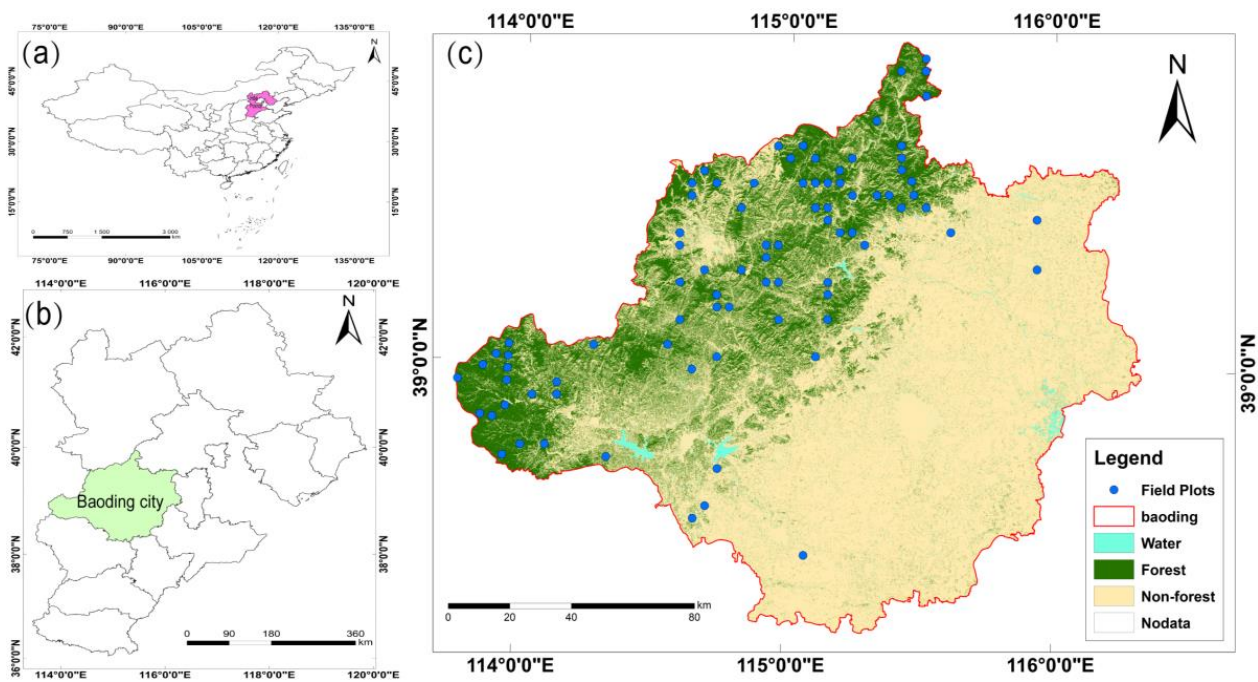 75°0'0"E 90°0'0"E 105°0'0"E 120°0'0"E 135°0'0"E
(a)
N
45°0'0"N
30°0'0"N
15°0'0"N
45°0'0"N
30°0'0"N
15°0'0"N
0 750 1 500 3 000
km
75°0'0"E 90°0'0"E 105°0'0"E 120°0'0"E 135°0'0"E
114°0'0"E 116°0'0"E 118°0'0"E 120°0'0"E
(b)
N
42°0'0"N
40°0'0"N
38°0'0"N
36°0'0"N
42°0'0"N
40°0'0"N
38°0'0"N
36°0'0"N
Baoding city
0 90 180 360
km
114°0'0"E 116°0'0"E 118°0'0"E 120°0'0"E
114°0'0"E 115°0'0"E 116°0'0"E
(c)
N
39°0'0"N
39°0'0"N
Legend
Field Plots
baoding
Water
Forest
Non-forest
Nodata
0 20 40 80
km
114°0'0"E 115°0'0"E 116°0'0"E